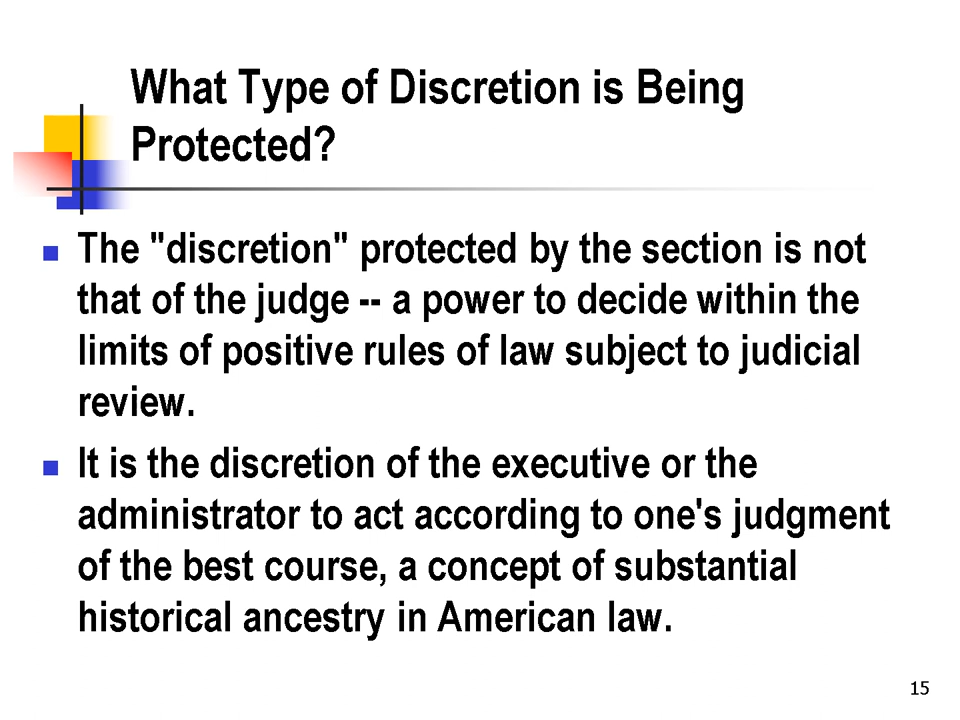 What Type of Discretion is Being
Protected?
The "discretion" protected by the section is not
that of the judge -- a power to decide within the
limits of positive rules of law subject to judicial
review.
It is the discretion of the executive or the
administrator to act according to one's judgment
of the best course, a concept of substantial
historical ancestry in American law.
15